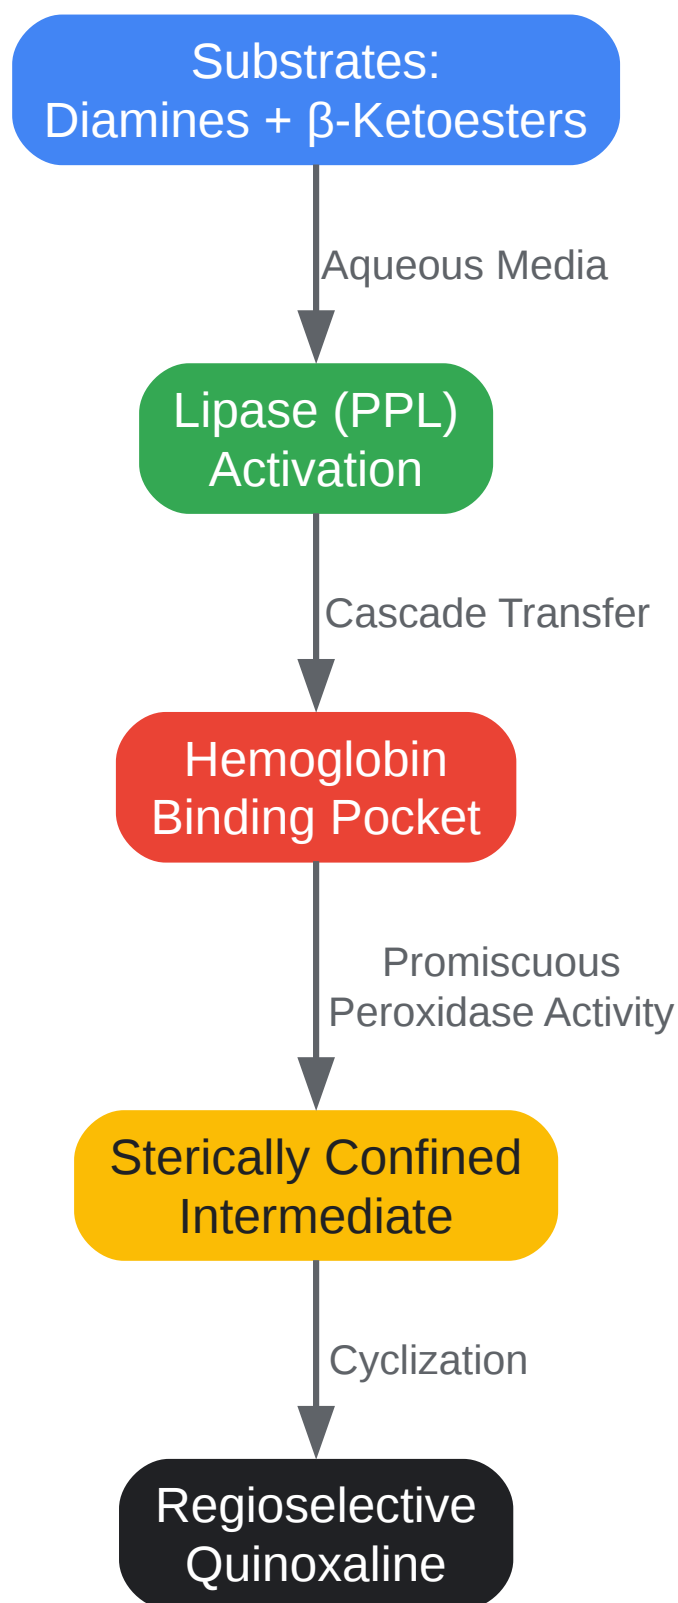 Substrates:
Diamines + β-Ketoesters
Aqueous Media
Lipase (PPL)
Activation
Cascade Transfer
Hemoglobin
Binding Pocket
Promiscuous
Peroxidase Activity
Sterically Confined
Intermediate
Cyclization
Regioselective
Quinoxaline